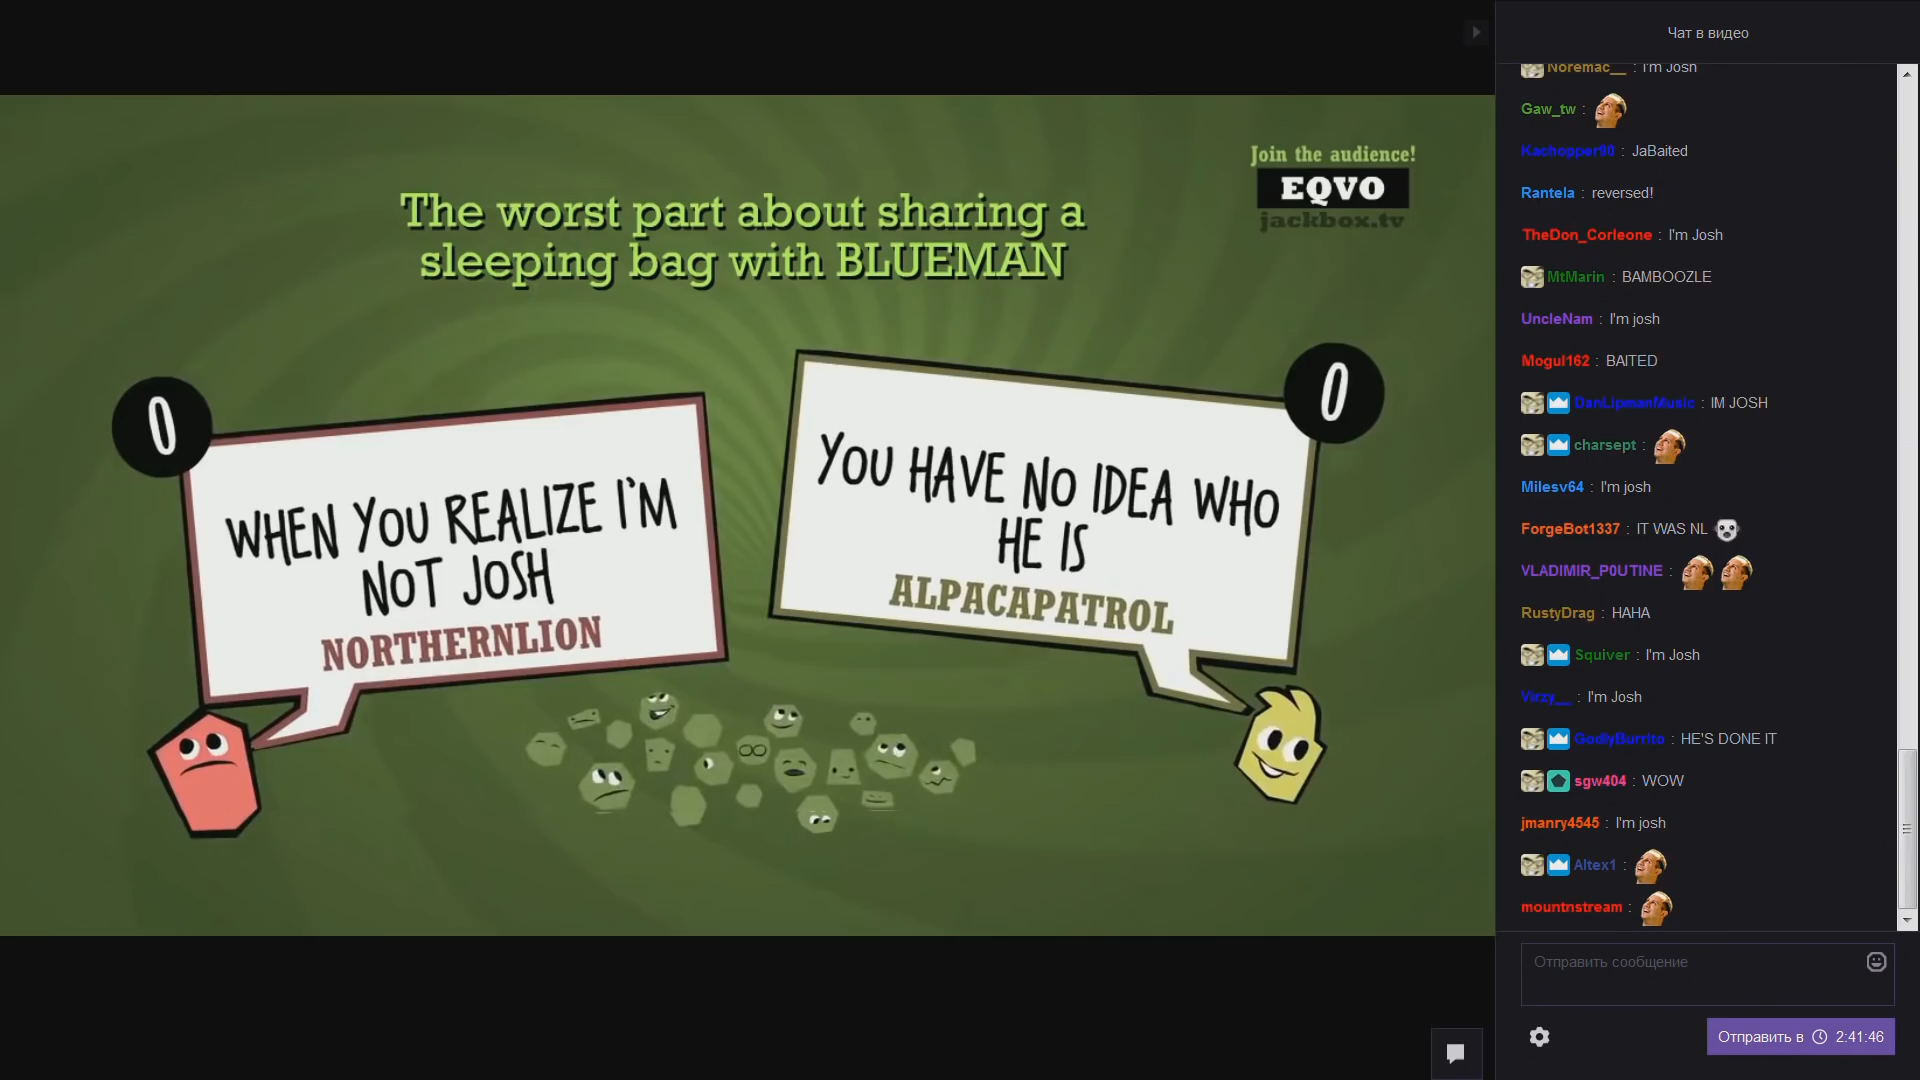 The worst part about sharing a
sleeping bag with BLUEMAN
Join the audience!
EQVO
jackbox.tv
0
WHEN YOU REALIZE I'M
NOT JOSH
NORTHERNLION
0
YOU HAVE NO IDEA WHO
HE IS
ALPACAPATROL
Чат в видео
Noremac__ : I'm Josh
Gaw_tw :
Kachopper90 : JaBaited
Rantela : reversed!
TheDon_Corleone : I'm Josh
MtMarin : BAMBOOZLE
UncleNam : I'm josh
Mogul162 : BAITED
DanLipmanMusic : IM JOSH
charsept :
Milesv64 : I'm josh
ForgeBot1337 : IT WAS NL
VLADIMIR_P0UTINE :
RustyDrag : HAHA
Squiver : I'm Josh
Virzy__ : I'm Josh
GodlyBurrito : HE'S DONE IT
sgw404 : WOW
jmanry4545 : I'm josh
Altex1 :
mountnstream :
Отправить сообщение
Отправить в 2:41:46